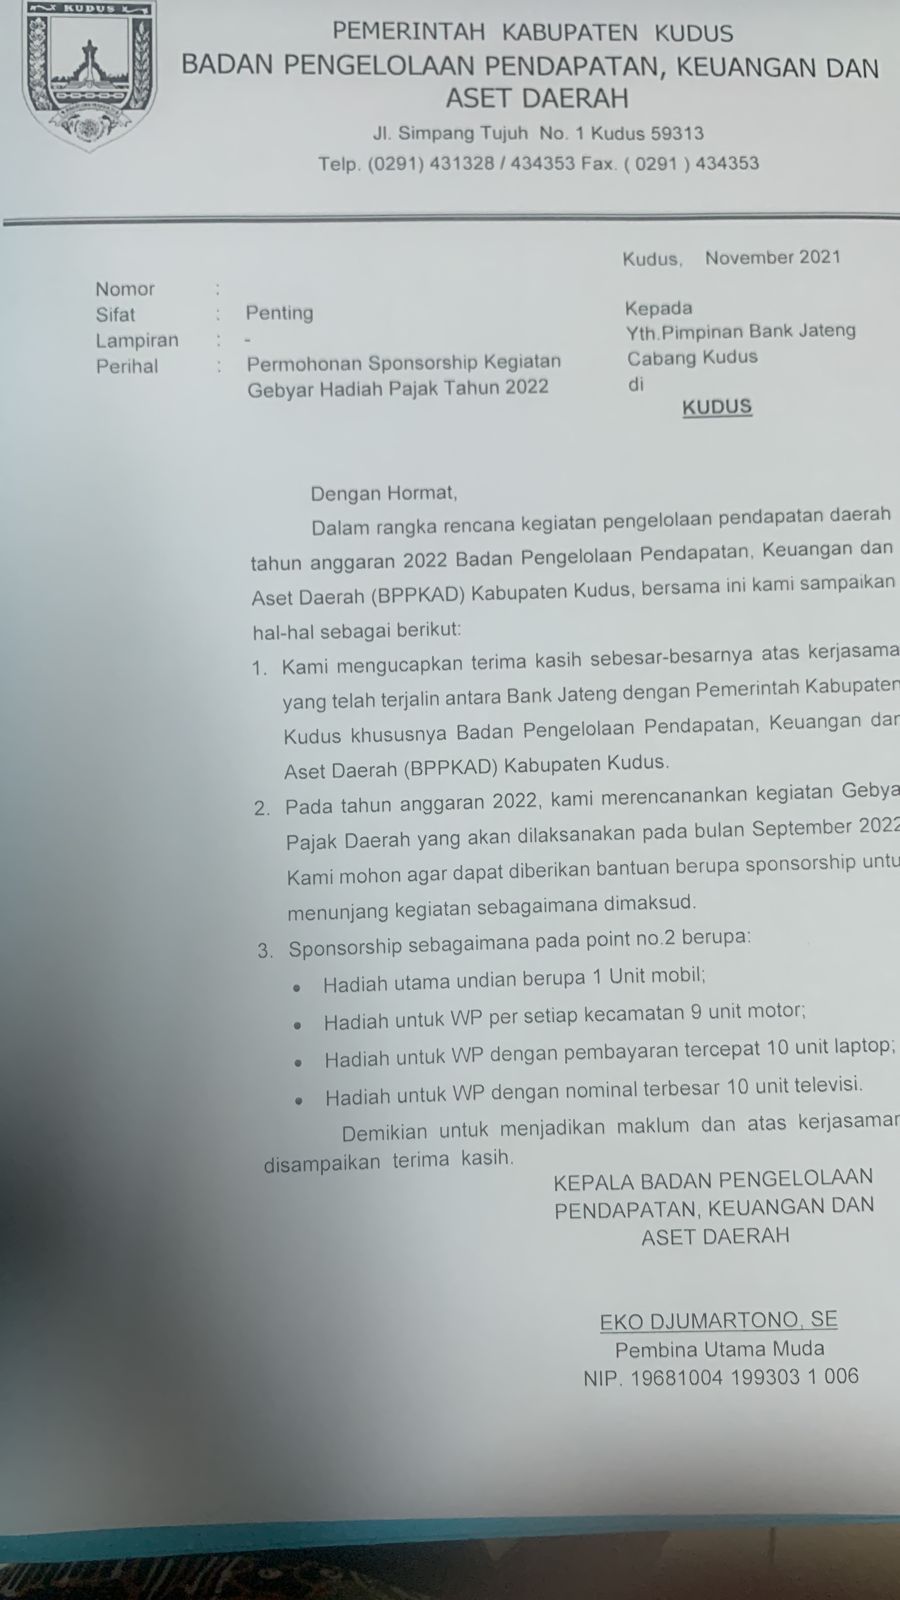 KUDUS
PEMERINTAH KABUPATEN KUDUS
BADAN PENGELOLAAN PENDAPATAN, KEUANGAN DAN
ASET DAERAH
Jl. Simpang Tujuh No. 1 Kudus 59313
Telp. (0291) 431328 / 434353 Fax. ( 0291 ) 434353
Kudus, November 2021
Nomor :
Sifat : Penting
Lampiran : -
Perihal : Permohonan Sponsorship Kegiatan
Gebyar Hadiah Pajak Tahun 2022
Kepada
Yth.Pimpinan Bank Jateng
Cabang Kudus
di
KUDUS
Dengan Hormat,
Dalam rangka rencana kegiatan pengelolaan pendapatan daerah
tahun anggaran 2022 Badan Pengelolaan Pendapatan, Keuangan dan
Aset Daerah (BPPKAD) Kabupaten Kudus, bersama ini kami sampaikan
hal-hal sebagai berikut:
1. Kami mengucapkan terima kasih sebesar-besarnya atas kerjasama
yang telah terjalin antara Bank Jateng dengan Pemerintah Kabupaten
Kudus khususnya Badan Pengelolaan Pendapatan, Keuangan dan
Aset Daerah (BPPKAD) Kabupaten Kudus.
2. Pada tahun anggaran 2022, kami merencanankan kegiatan Gebya
Pajak Daerah yang akan dilaksanakan pada bulan September 2022
Kami mohon agar dapat diberikan bantuan berupa sponsorship untu
menunjang kegiatan sebagaimana dimaksud.
3. Sponsorship sebagaimana pada point no.2 berupa:
• Hadiah utama undian berupa 1 Unit mobil;
• Hadiah untuk WP per setiap kecamatan 9 unit motor;
• Hadiah untuk WP dengan pembayaran tercepat 10 unit laptop;
• Hadiah untuk WP dengan nominal terbesar 10 unit televisi.
Demikian untuk menjadikan maklum dan atas kerjasamar
disampaikan terima kasih.
KEPALA BADAN PENGELOLAAN
PENDAPATAN, KEUANGAN DAN
ASET DAERAH
EKO DJUMARTONO, SE
Pembina Utama Muda
NIP. 19681004 199303 1 006